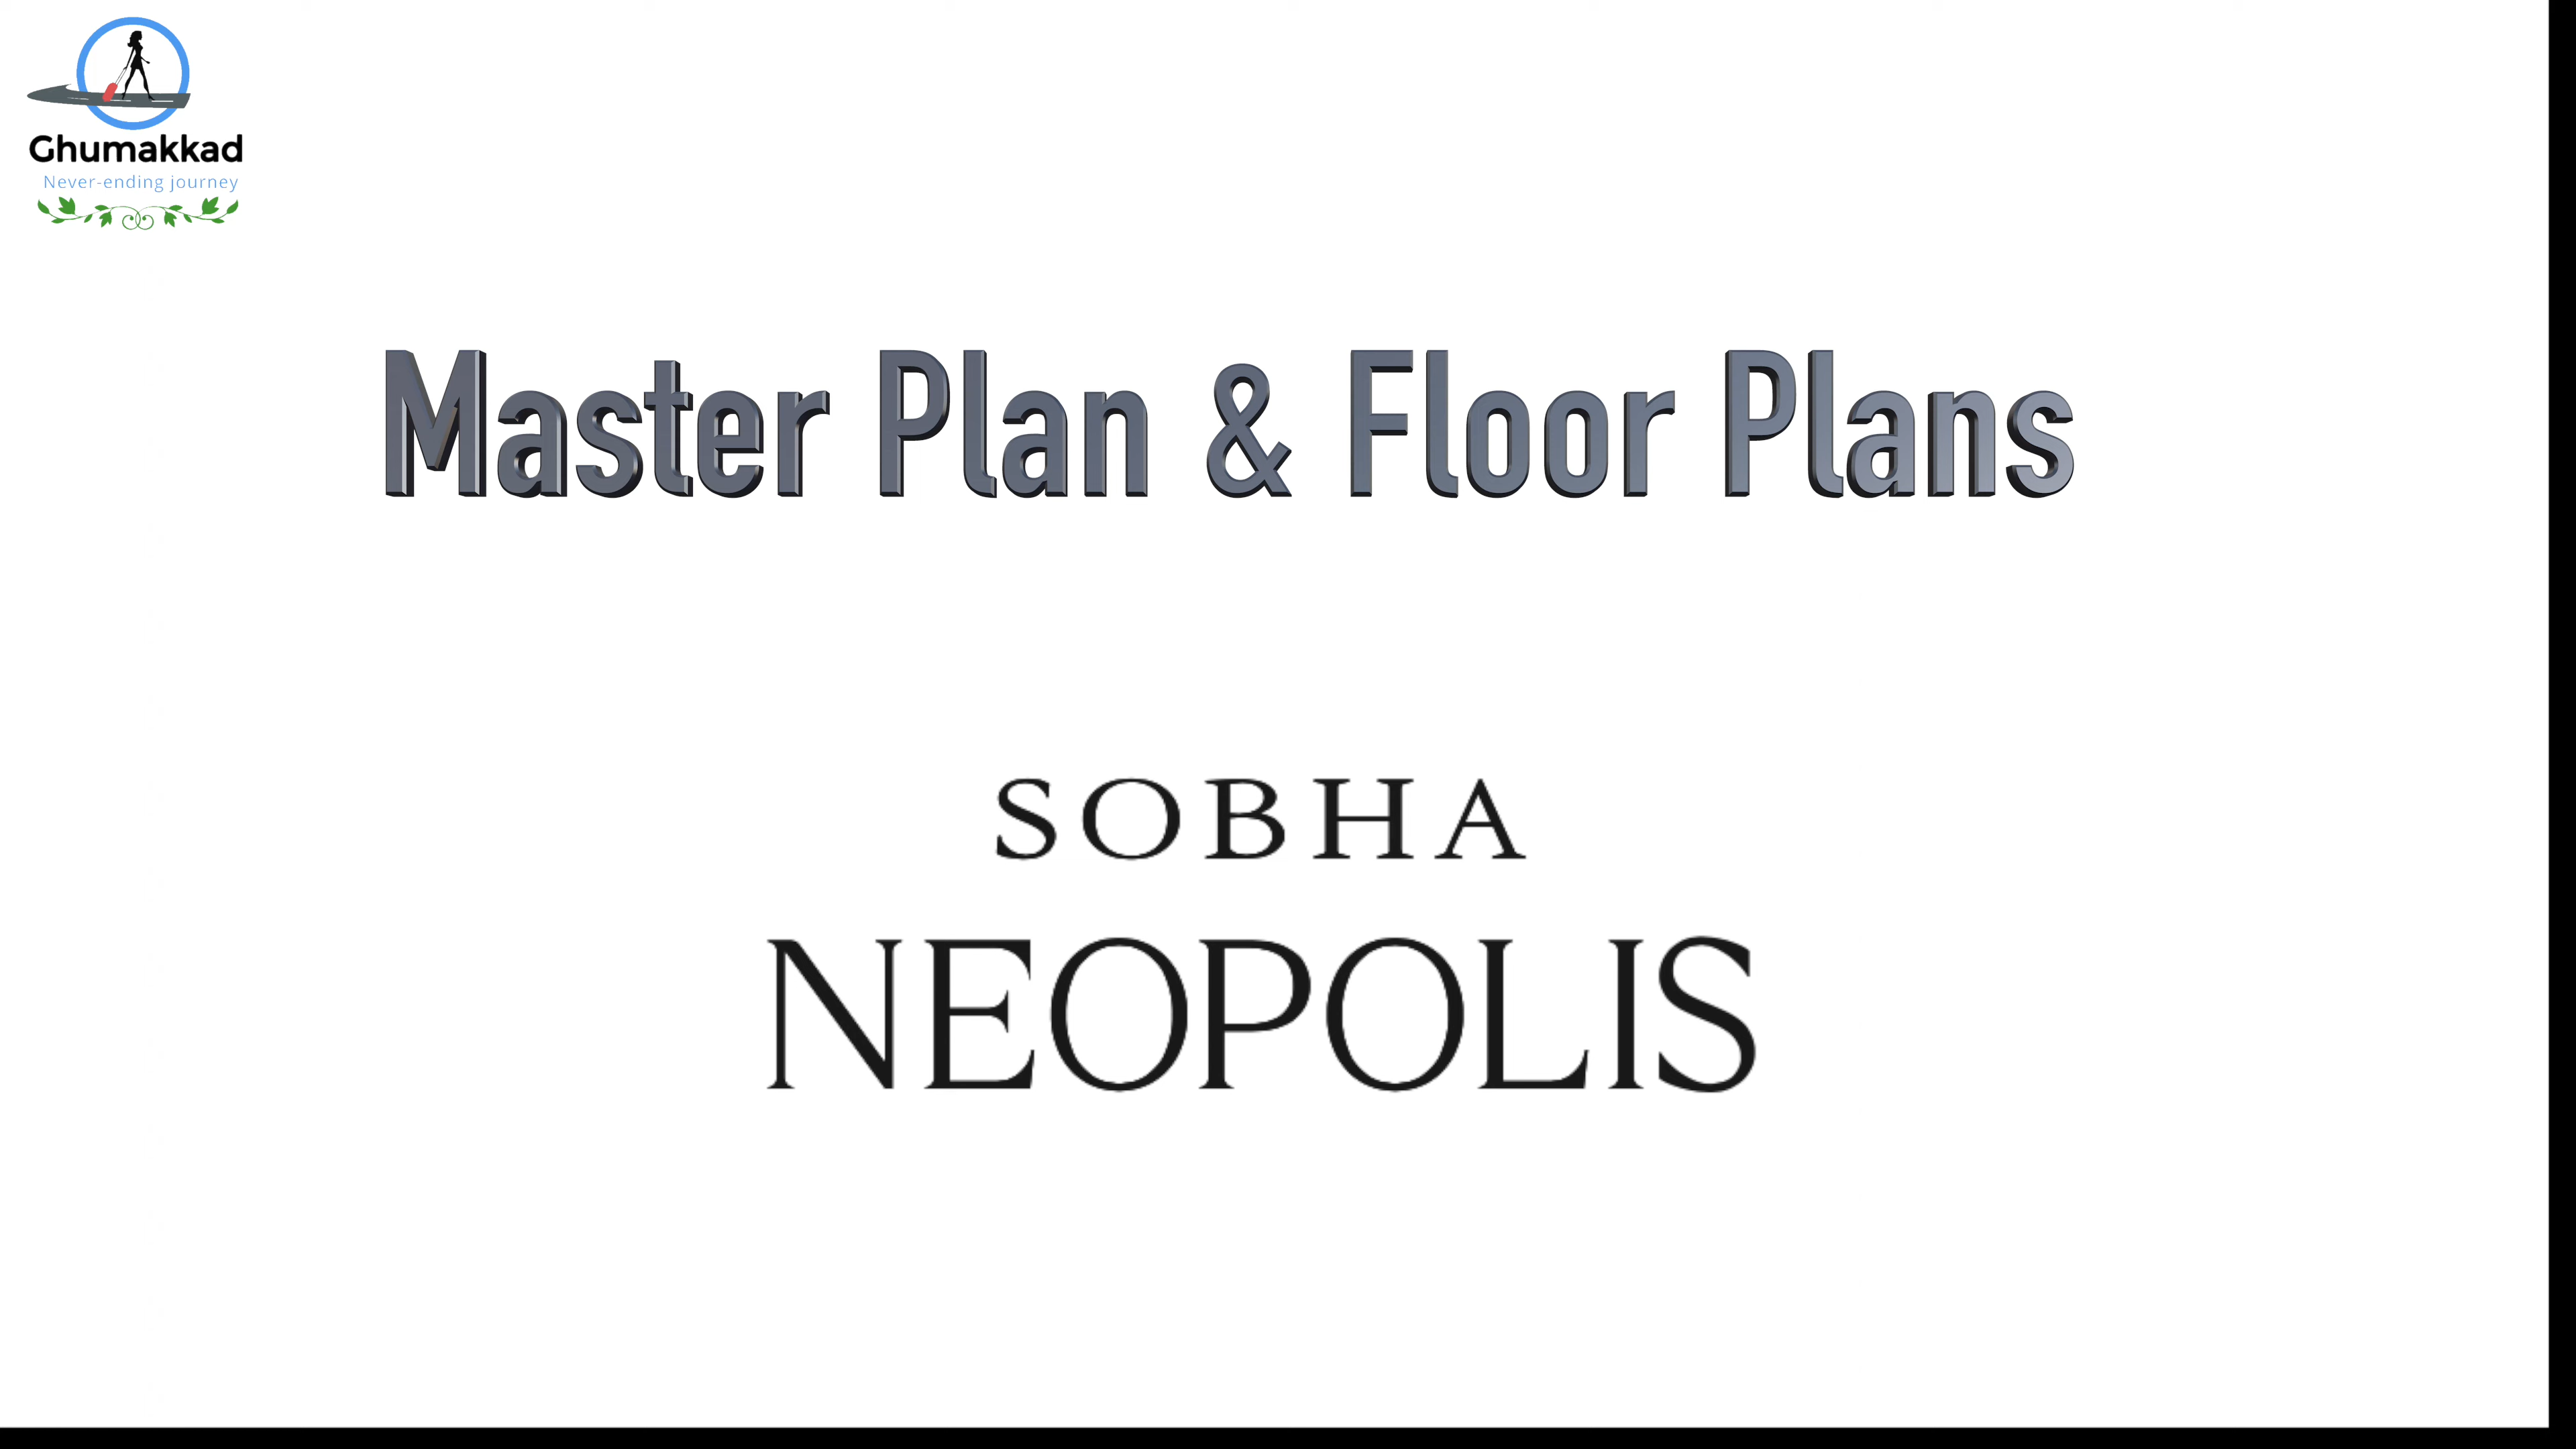 Ghumakkad
Never-ending journey
Master Plan & Floor Plans
SOBHA
NEOPOLIS